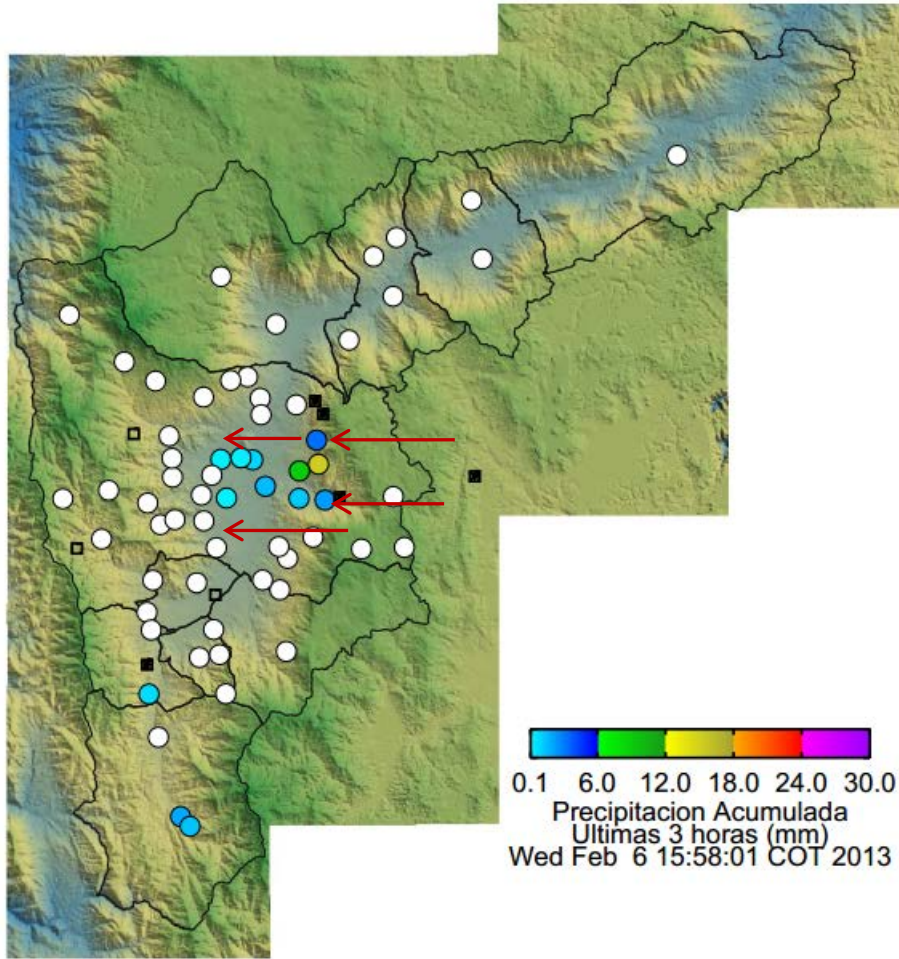 0.1 6.0 12.0 18.0 24.0 30.0
Precipitacion Acumulada
Ultimas 3 horas (mm)
Wed Feb 6 15:58:01 COT 2013